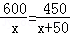 600/x = 450/(x+50)